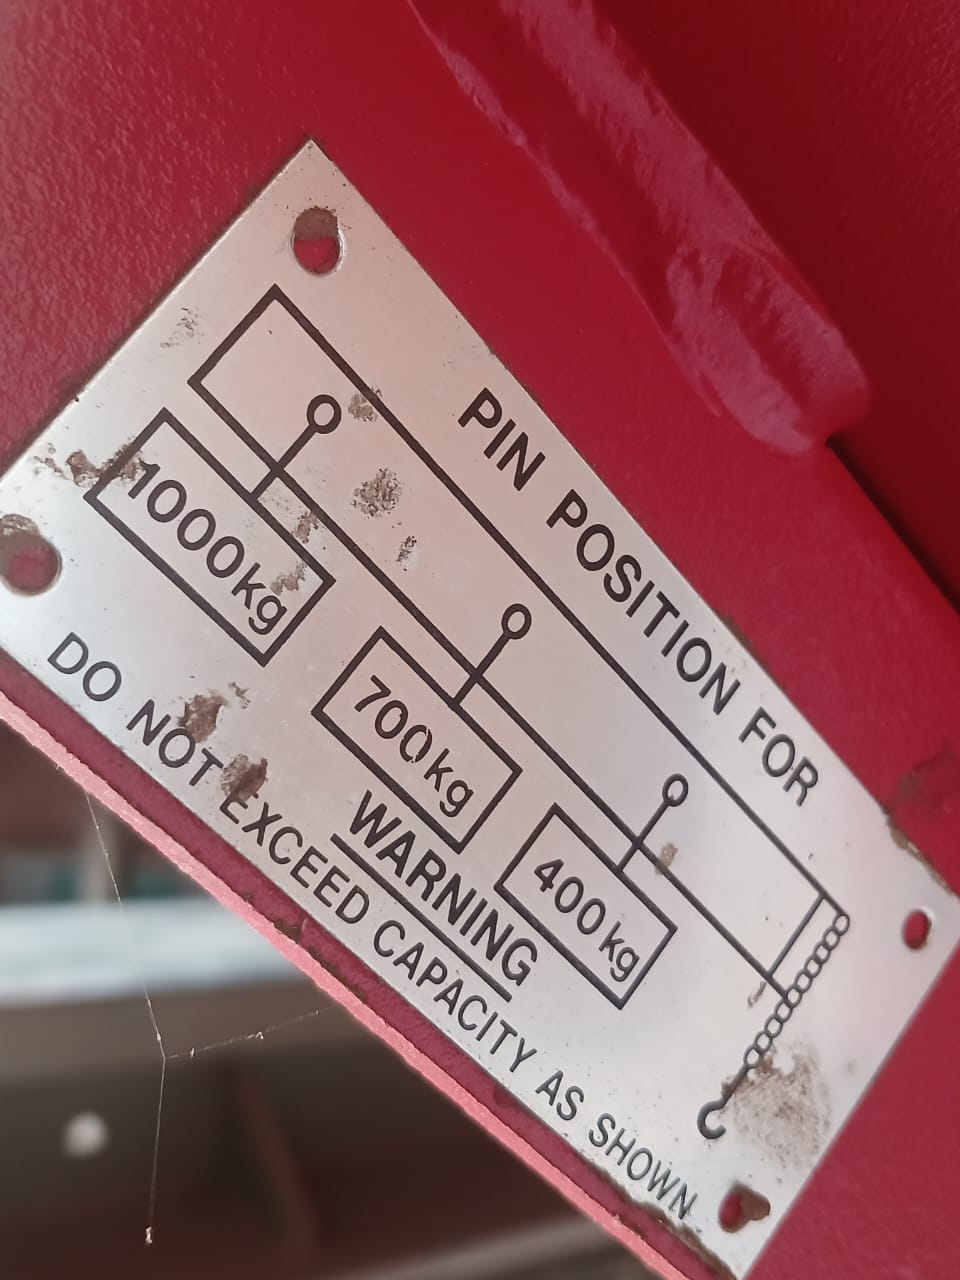 PIN POSITION FOR
1000kg
700kg
400kg
WARNING
DO NOT EXCEED CAPACITY AS SHOWN